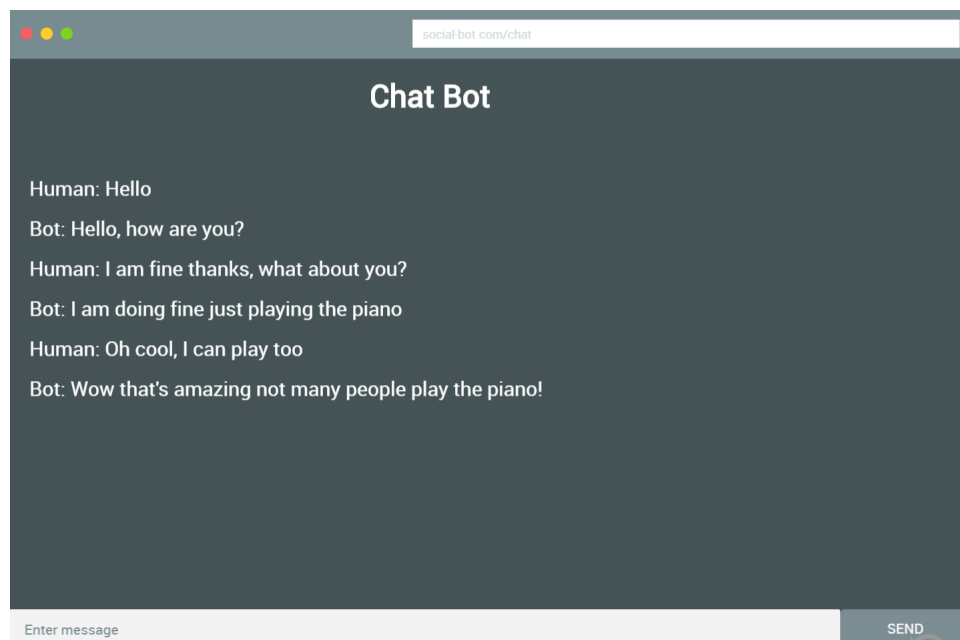 social-bot.com/chat
Chat Bot
Human: Hello
Bot: Hello, how are you?
Human: I am fine thanks, what about you?
Bot: I am doing fine just playing the piano
Human: Oh cool, I can play too
Bot: Wow that's amazing not many people play the piano!
Enter message
SEND